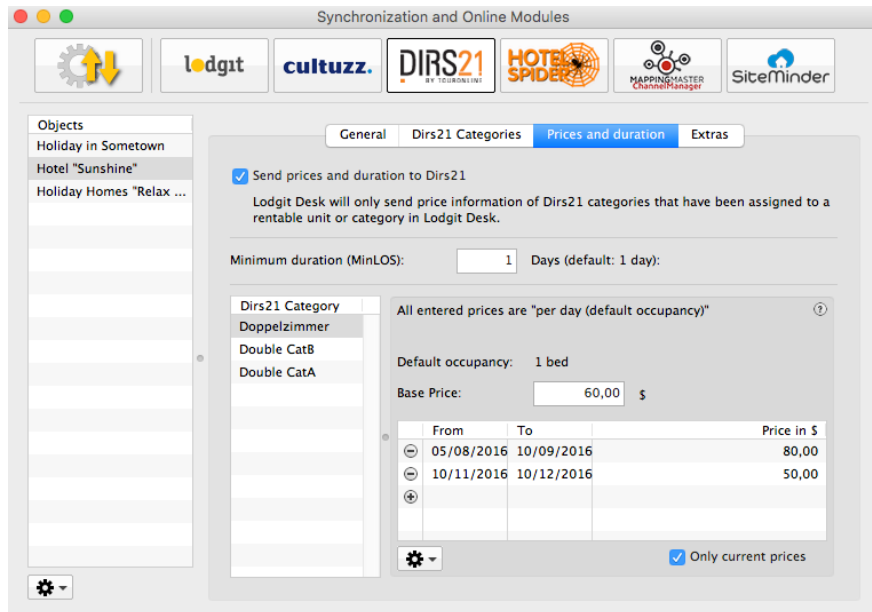 Synchronization and Online Modules
lodgit
cultuzz.
DIRS21
BY TOURONLINE
HOTEL
SPIDER
MAPPINGMASTER
ChannelManager
SiteMinder
Objects
Holiday in Sometown
Hotel "Sunshine"
Holiday Homes "Relax ...
General Dirs21 Categories Prices and duration Extras
Send prices and duration to Dirs21
Lodgit Desk will only send price information of Dirs21 categories that have been assigned to a
rentable unit or category in Lodgit Desk.
Minimum duration (MinLOS): 1 Days (default: 1 day):
Dirs21 Category
Doppelzimmer
Double CatB
Double CatA
All entered prices are "per day (default occupancy)" ?
Default occupancy: 1 bed
Base Price: 60,00 $
From To Price in $
05/08/2016 10/09/2016 80,00
10/11/2016 10/12/2016 50,00
Only current prices